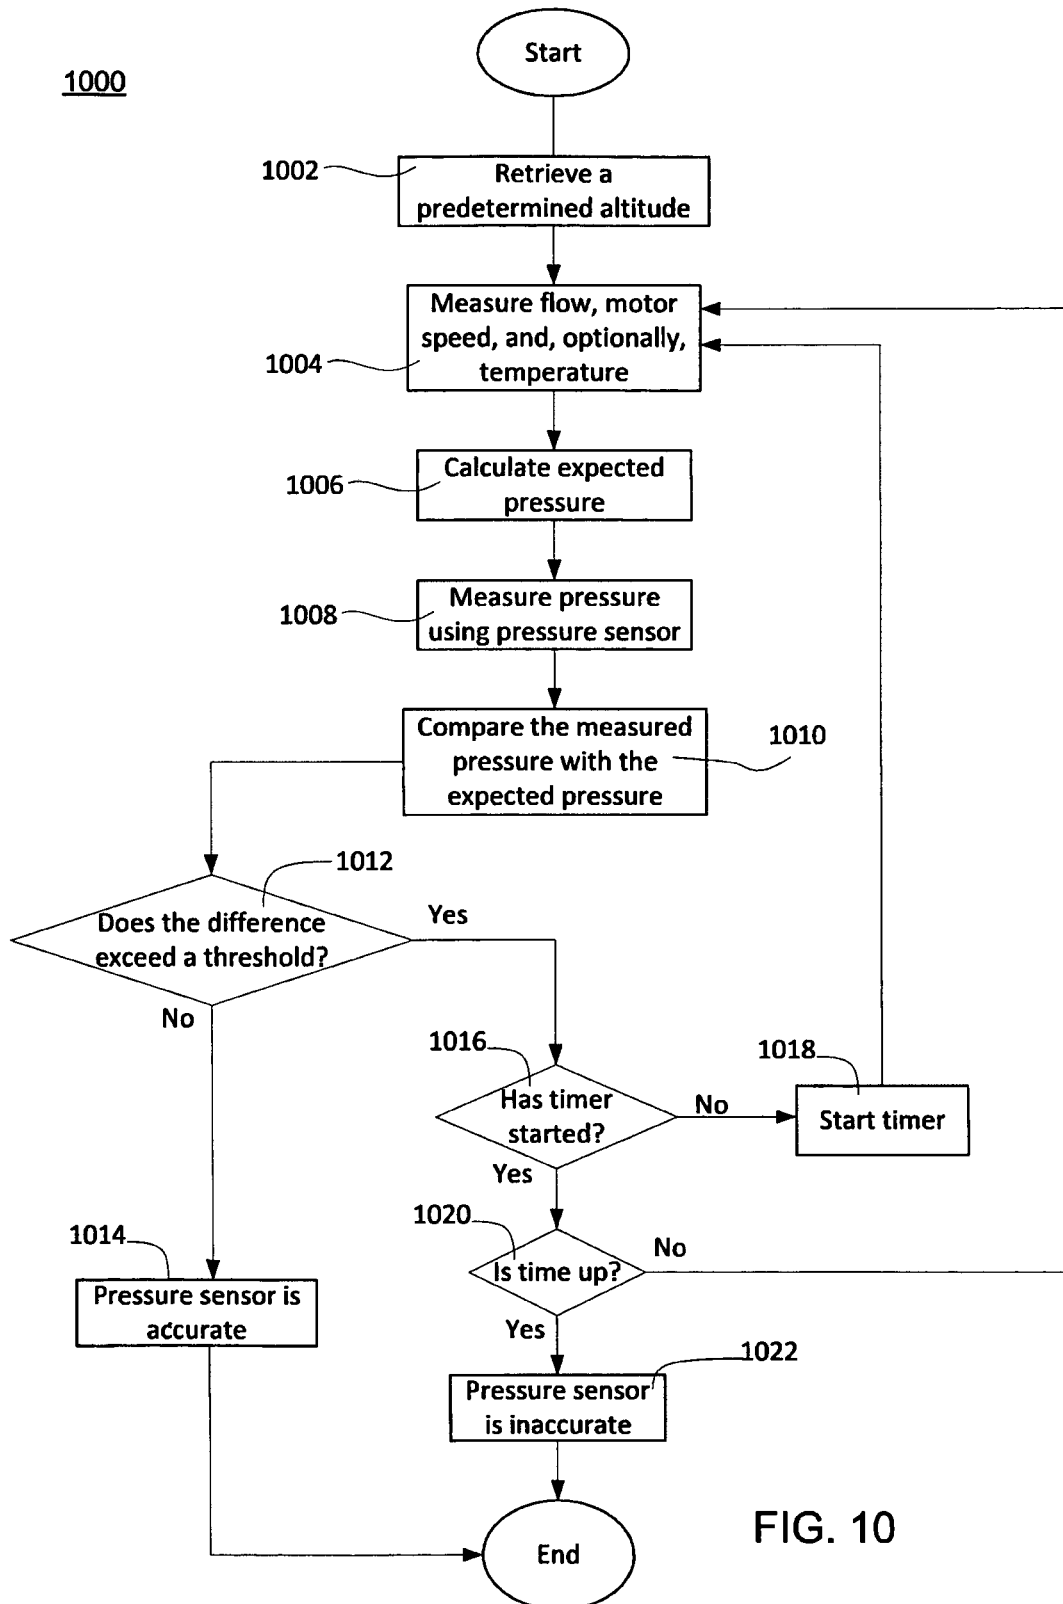 Start
1000
1002
Retrieve a
predetermined altitude
Measure flow, motor
speed, and, optionally,
temperature
1004
Calculate expected
pressure
1006
Measure pressure
using pressure sensor
1008
Compare the measured
pressure with the
expected pressure
1010
1012
Does the difference
exceed a threshold?
Yes
No
1016
Has timer
started?
No
1018
Start timer
Yes
1020
Is time up?
No
1014
Pressure sensor is
accurate
Yes
1022
Pressure sensor
is inaccurate
FIG. 10
End